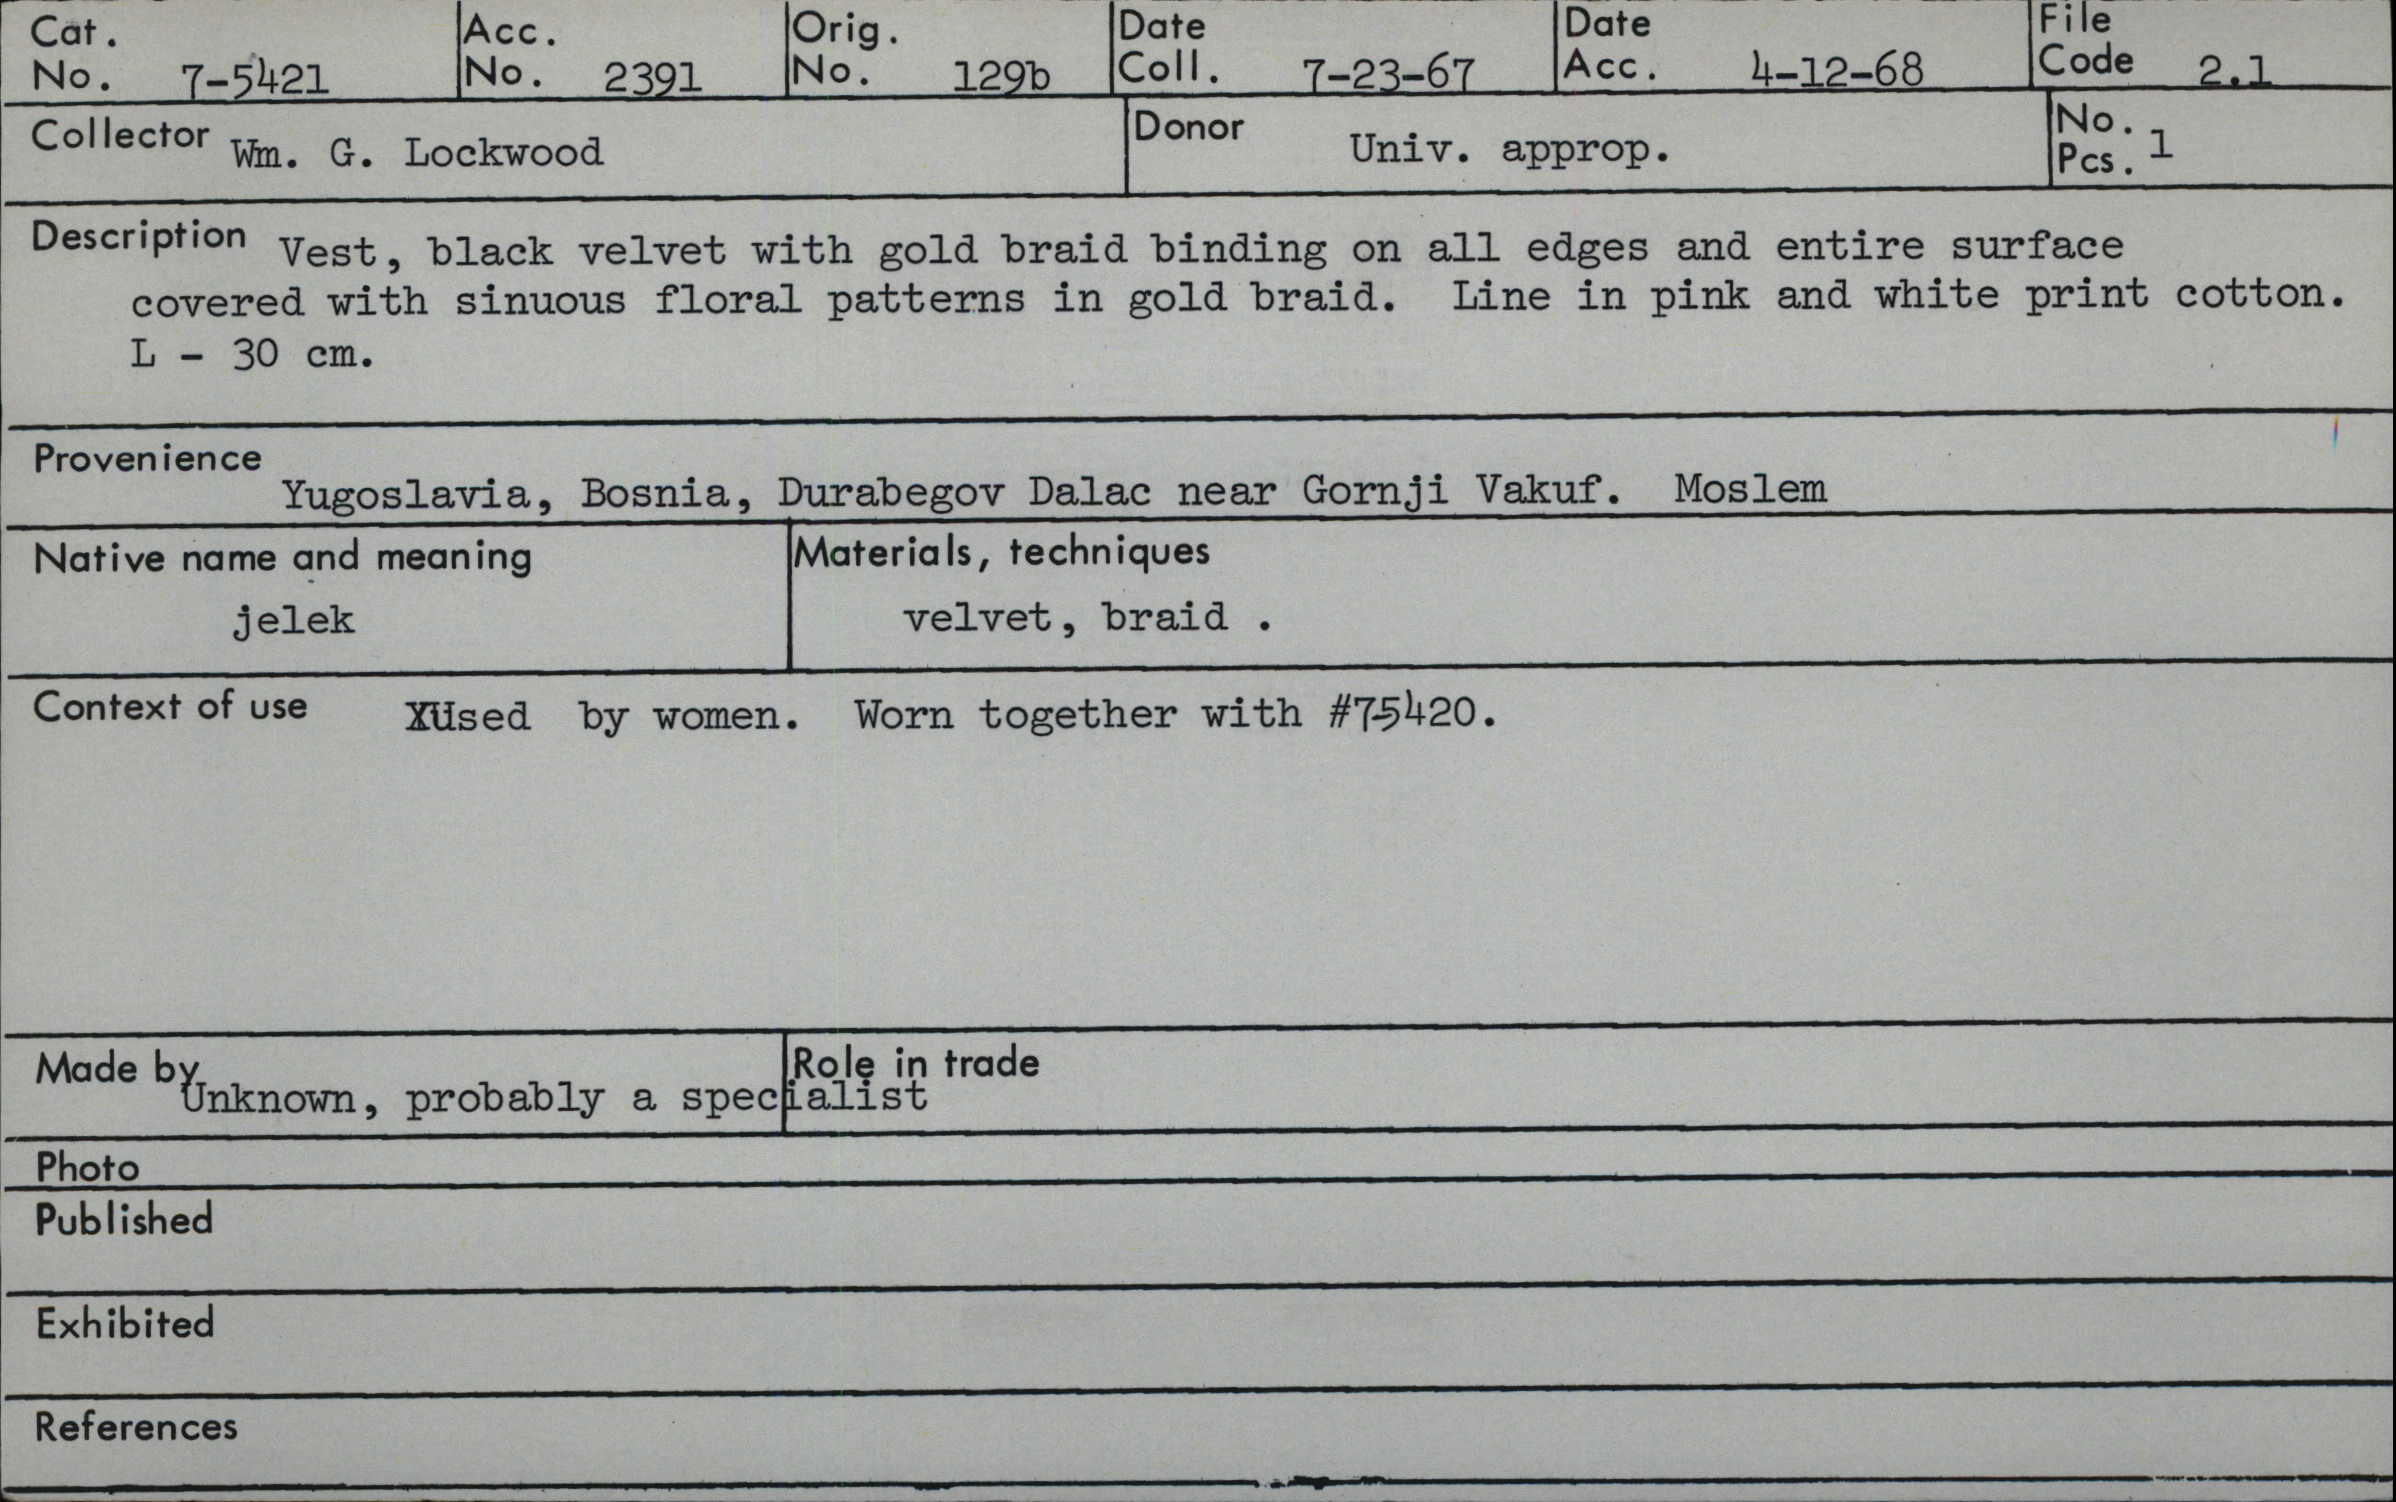 Cat. No. 7-5421 Acc. No. 2391 Orig. No. 129b Date Coll. 7-23-67 Date Acc. 4-12-68 File Code 2.1
Collector Wm. G. Lockwood Donor Univ. approp. No. Pcs. 1
Description Vest, black velvet with gold braid binding on all edges and entire surface
covered with sinuous floral patterns in gold braid. Line in pink and white print cotton.
L - 30 cm.
Provenience
Yugoslavia, Bosnia, Durabegov Dalac near Gornji Vakuf. Moslem
Native name and meaning Materials, techniques
jelek velvet, braid .
Context of use XUsed by women. Worn together with #7-5420.
Made by Role in trade
Unknown, probably a specialist
Photo
Published
Exhibited
References